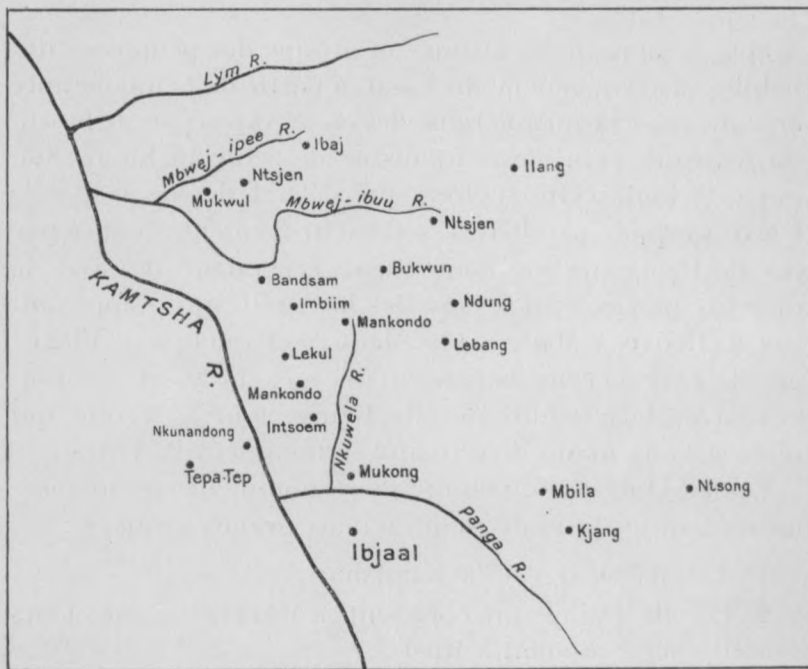 Lym R.
Mbwej ipee R.
Ibaj
Ilang
Ntsjen
Mukwul
Mbwej-ibuu R.
Ntsjen
Bukwun
Bandsam
KAMTSHA R.
Imbiim
Ndung
Mankondo
Lebang
Lekul
Mankondo
Nkuwela R.
Intsoem
Nkunandong
Tepa-Tep
Mukong
Mbila
Ntsong
Panga R.
Kjang
Ibjaal